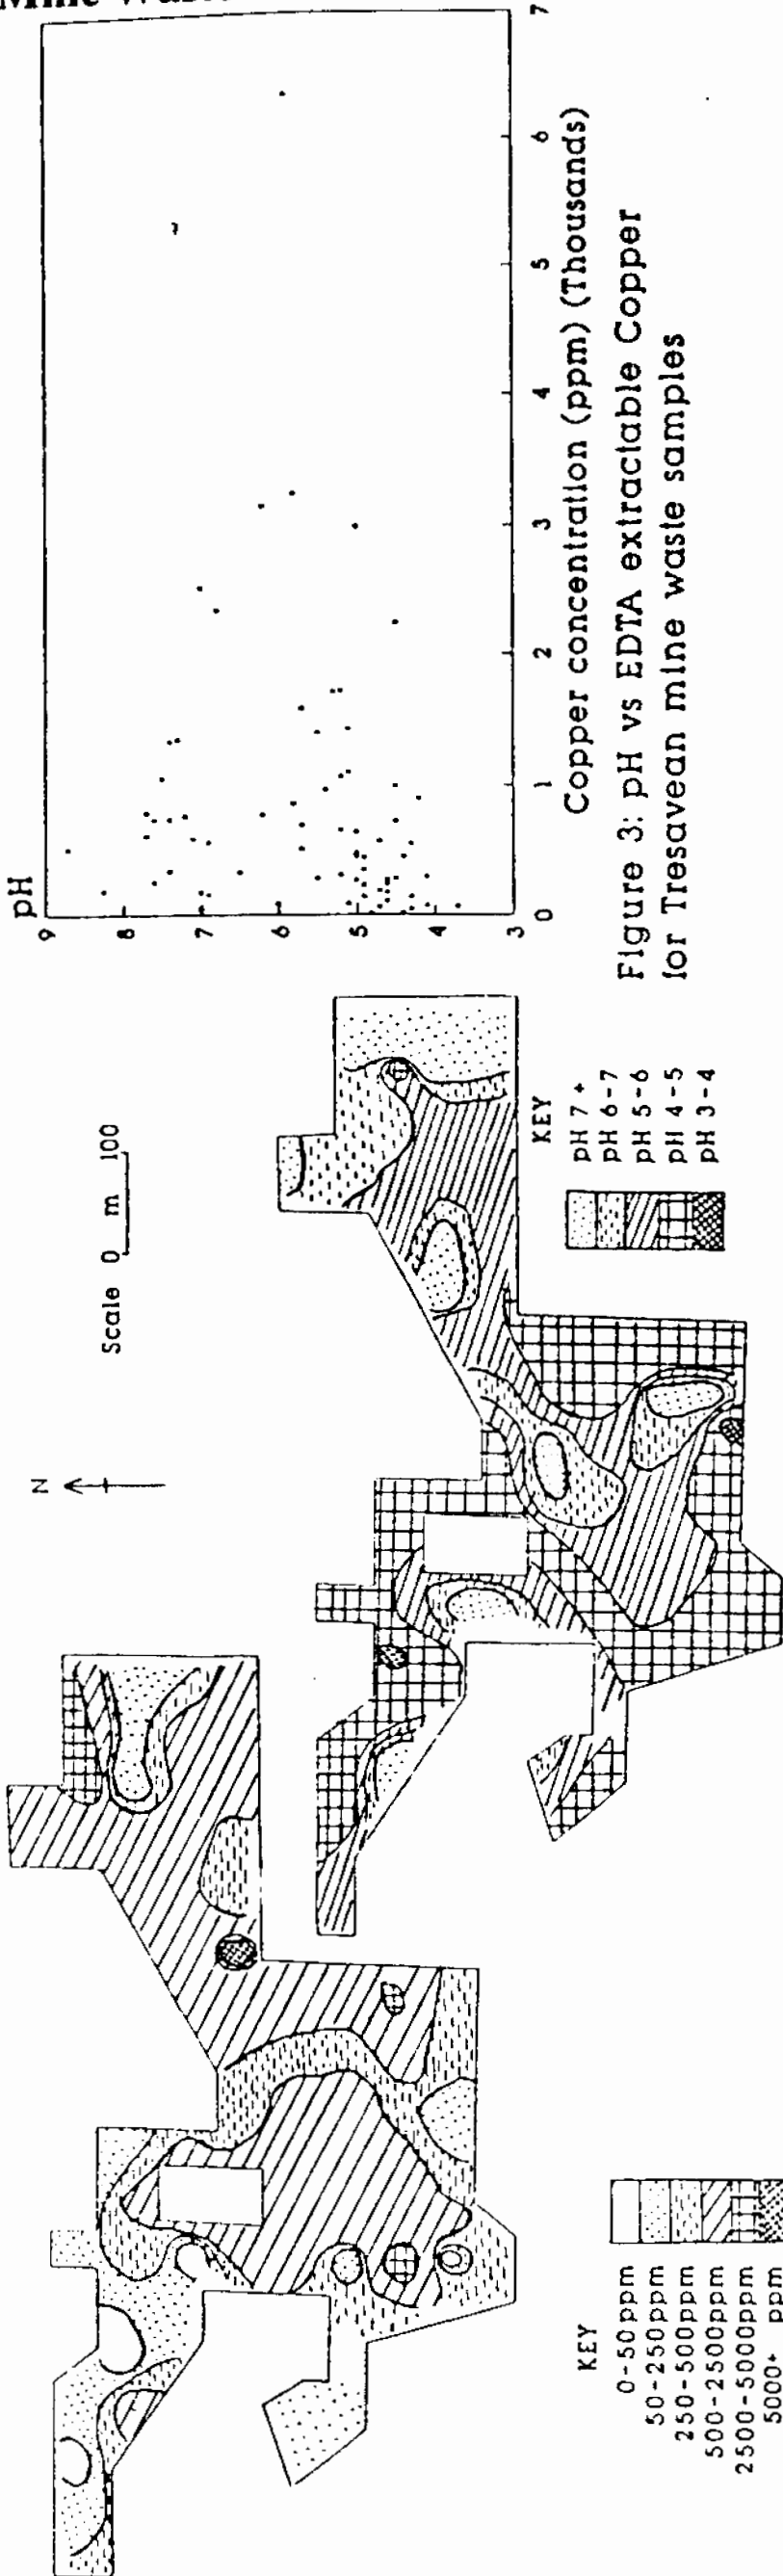 KEY
0-50ppm
50-250ppm
250-500ppm
500-2500ppm
2500-5000ppm
5000+ ppm
N
Scale 0 m 100
KEY
pH 7 +
pH 6-7
pH 5-6
pH 4-5
pH 3-4
pH
9
8
7
6
5
4
3
0 1 2 3 4 5 6 7
Copper concentration (ppm) (Thousands)
Figure 3: pH vs EDTA extractable Copper
for Tresavean mine waste samples